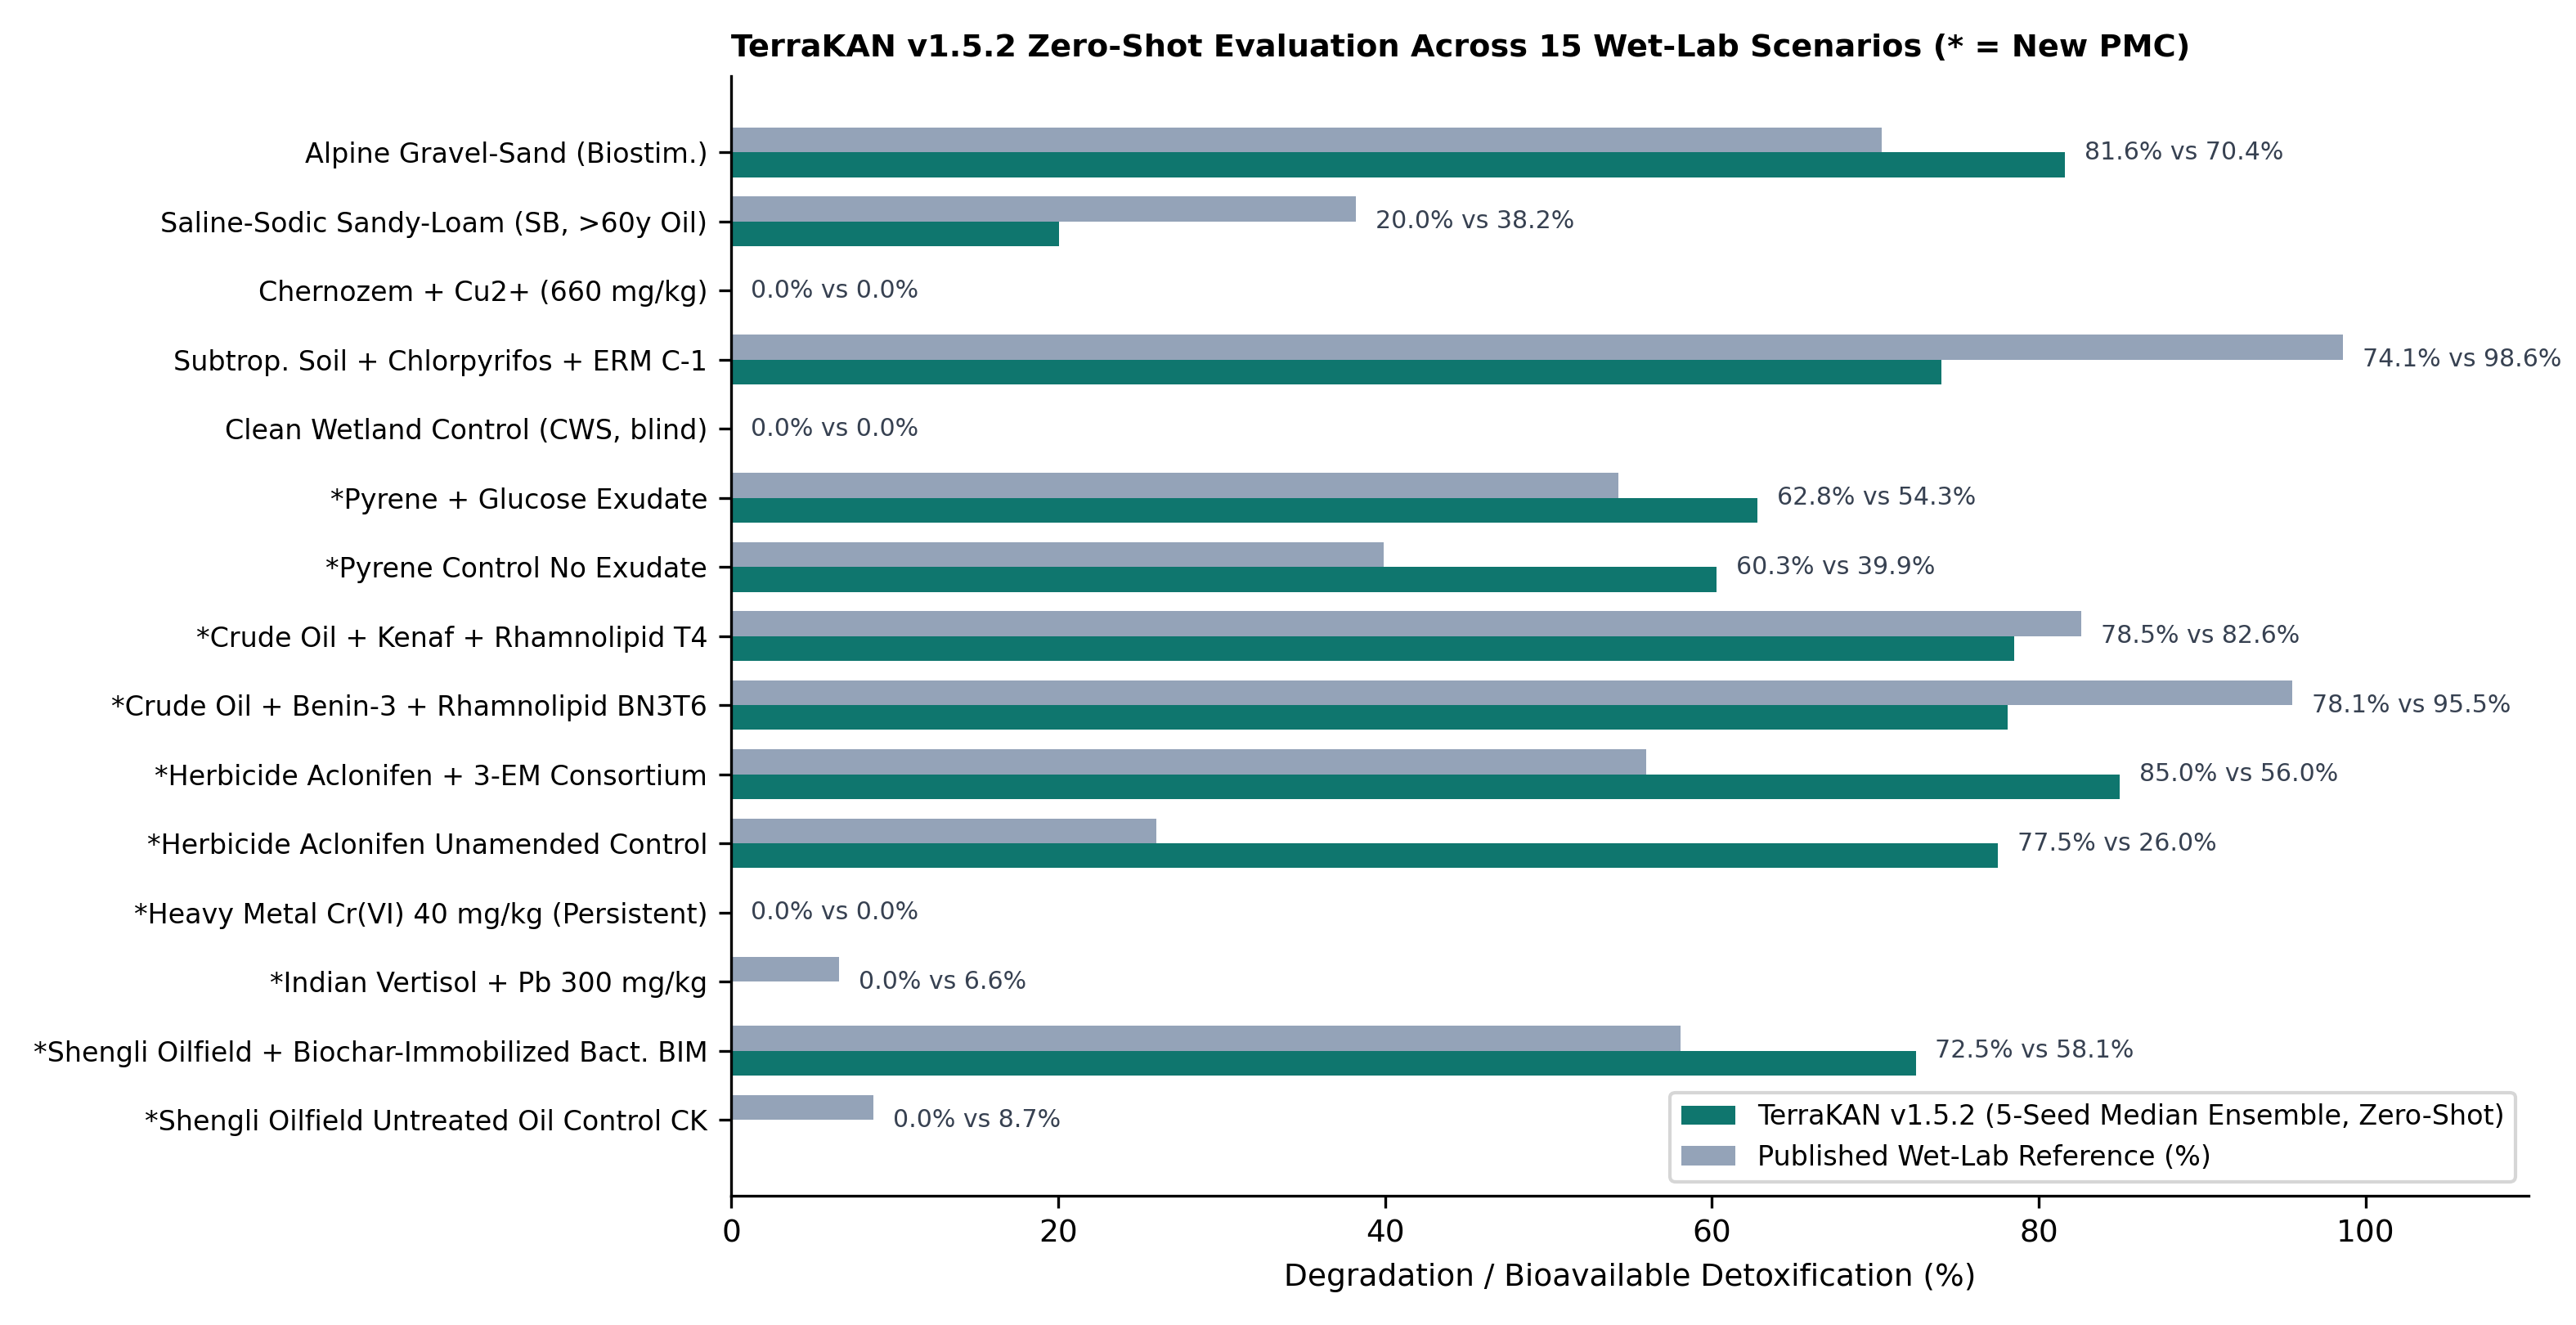 TerraKAN v1.5.2 Zero-Shot Evaluation Across 15 Wet-Lab Scenarios (* = New PMC)
Alpine Gravel-Sand (Biostim.)
81.6% vs 70.4%
Saline-Sodic Sandy-Loam (SB, >60y Oil)
20.0% vs 38.2%
Chernozem + Cu2+ (660 mg/kg)
0.0% vs 0.0%
Subtrop. Soil + Chlorpyrifos + ERM C-1
74.1% vs 98.6%
Clean Wetland Control (CWS, blind)
0.0% vs 0.0%
*Pyrene + Glucose Exudate
62.8% vs 54.3%
*Pyrene Control No Exudate
60.3% vs 39.9%
*Crude Oil + Kenaf + Rhamnolipid T4
78.5% vs 82.6%
*Crude Oil + Benin-3 + Rhamnolipid BN3T6
78.1% vs 95.5%
*Herbicide Aclonifen + 3-EM Consortium
85.0% vs 56.0%
*Herbicide Aclonifen Unamended Control
77.5% vs 26.0%
*Heavy Metal Cr(VI) 40 mg/kg (Persistent)
0.0% vs 0.0%
*Indian Vertisol + Pb 300 mg/kg
0.0% vs 6.6%
*Shengli Oilfield + Biochar-Immobilized Bact. BIM
72.5% vs 58.1%
*Shengli Oilfield Untreated Oil Control CK
0.0% vs 8.7%
TerraKAN v1.5.2 (5-Seed Median Ensemble, Zero-Shot)
Published Wet-Lab Reference (%)
0 20 40 60 80 100
Degradation / Bioavailable Detoxification (%)